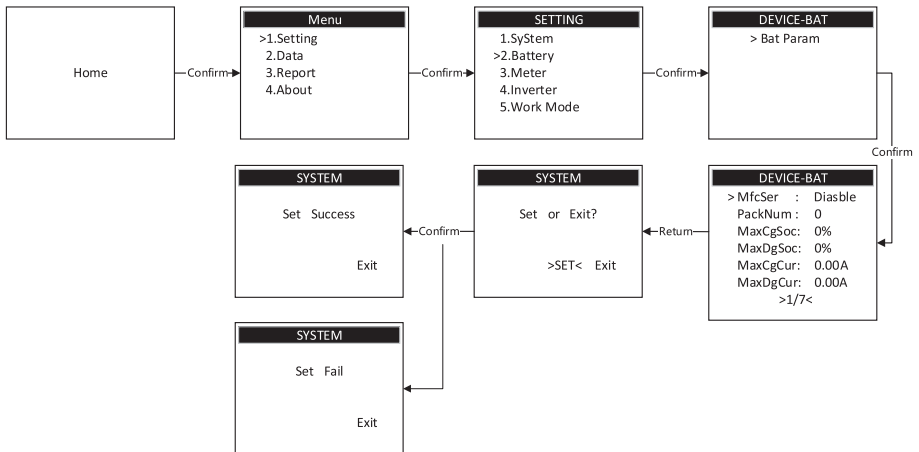 Home
Confirm
Menu
>1.Setting
2.Data
3.Report
4.About
Confirm
SETTING
1.SyStem
>2.Battery
3.Meter
4.Inverter
5.Work Mode
Confirm
DEVICE-BAT
> Bat Param
Confirm
DEVICE-BAT
> MfcSer : Diasble
PackNum : 0
MaxCgSoc: 0%
MaxDgSoc: 0%
MaxCgCur: 0.00A
MaxDgCur: 0.00A
>1/7<
Return
SYSTEM
Set or Exit?
>SET< Exit
Confirm
SYSTEM
Set Success
Exit
SYSTEM
Set Fail
Exit